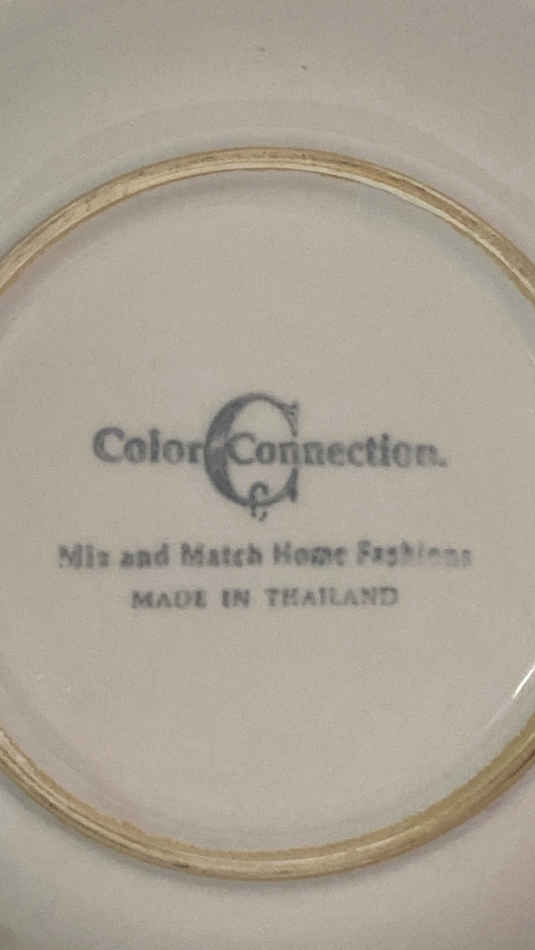 Color Connection.
Mix and Match Home Fashions
MADE IN THAILAND